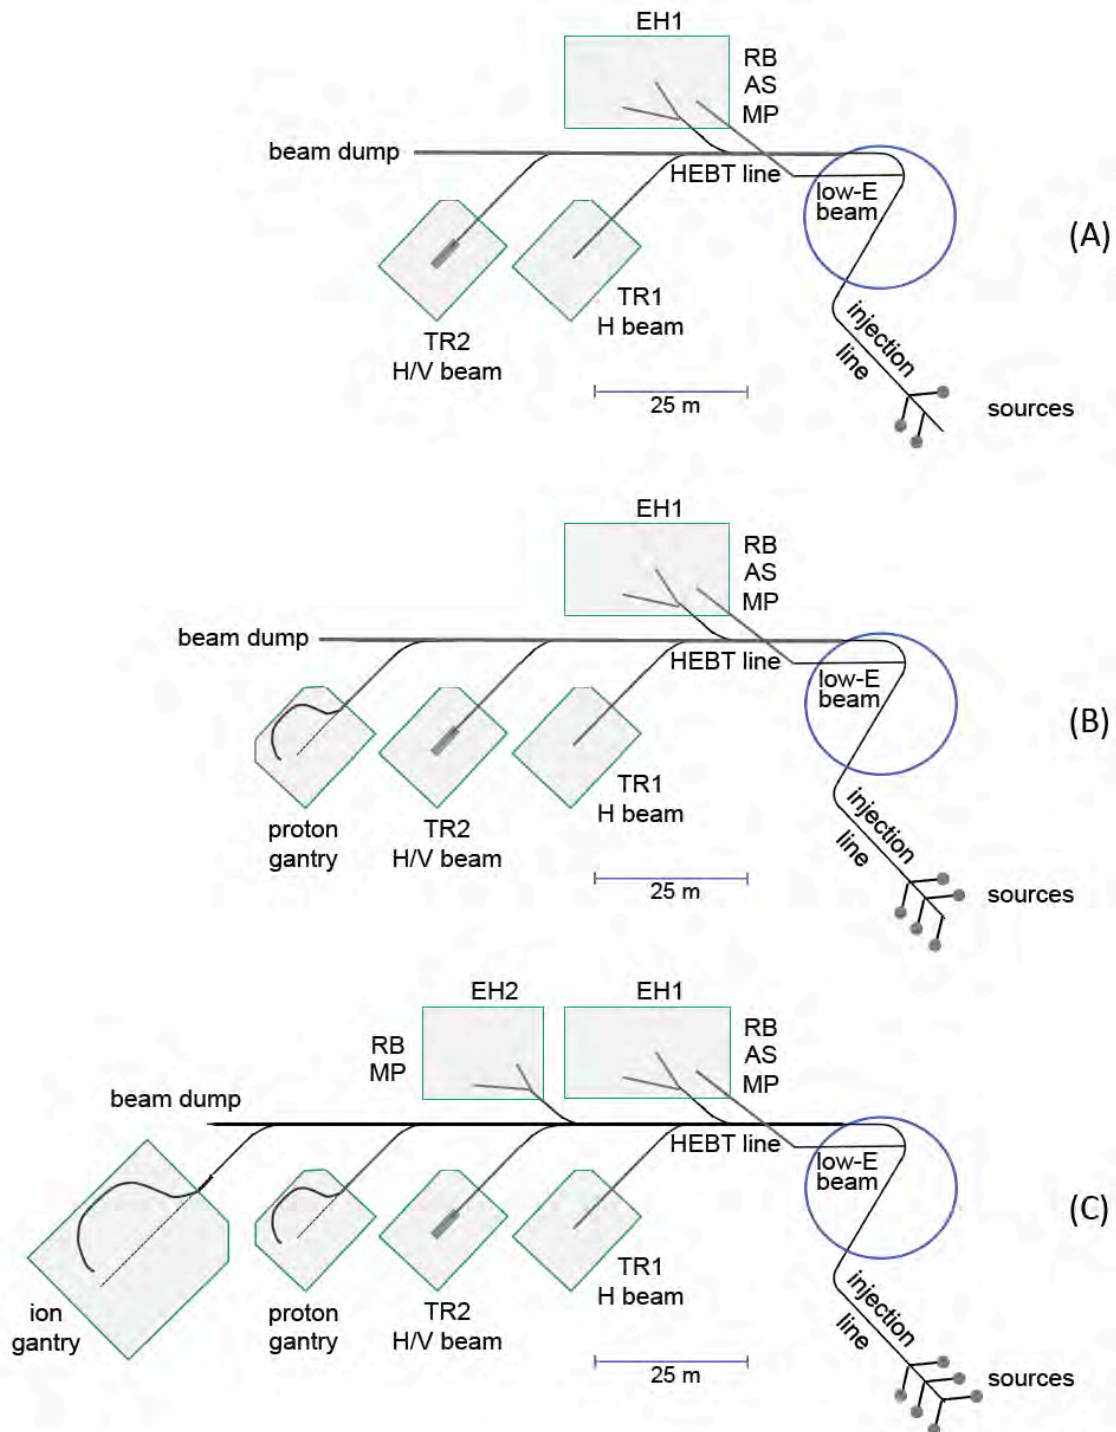 EH1
RB
AS
MP
beam dump
HEBT line
low-E
beam
(A)
TR1
H beam
TR2
H/V beam
injection
line
25 m
sources
EH1
RB
AS
MP
beam dump
HEBT line
low-E
beam
(B)
TR1
H beam
proton
gantry
TR2
H/V beam
injection
line
25 m
sources
EH2
EH1
RB
MP
RB
AS
MP
beam dump
HEBT line
low-E
beam
(C)
TR1
H beam
ion
gantry
proton
gantry
TR2
H/V beam
injection
line
25 m
sources